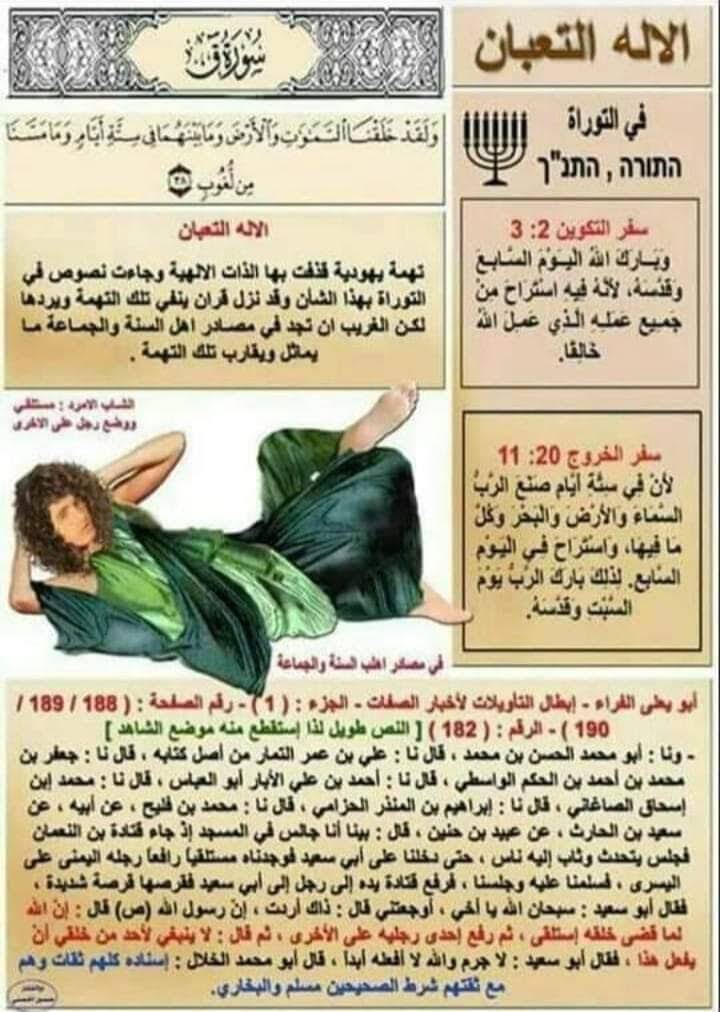 سورة ق
وَلَقَدْ خَلَقْنَا السَّمَٰوَٰتِ وَالْأَرْضَ وَمَا بَيْنَهُمَا فِي سِتَّةِ أَيَّامٍ وَمَا مَسَّنَا
مِن لُّغُوبٍ ٣٨
الاله التعبان
تهمة يهودية قذفت بها الذات الالهية وجاءت نصوص في
التوراة بهذا الشأن وقد نزل قران ينفي تلك التهمة ويردها
لكن الغريب ان تجد في مصادر اهل السنة والجماعة ما
يماثل ويقارب تلك التهمة .
الاله التعبان
في التوراة
התורה , התנ"ך
سفر التكوين 2: 3
وَبَارَكَ اللهُ الْيَوْمَ السَّابِعَ
وَقَدَّسَهُ، لأَنَّهُ فِيهِ اسْتَرَاحَ مِنْ
جَمِيعِ عَمَلِهِ الَّذِي عَمِلَ اللهُ
خَالِقًا.
سفر الخروج 20: 11
لأَنْ فِي سِتَّةِ أَيَّامٍ صَنَعَ الرَّبُّ
السَّمَاءَ وَالأَرْضَ وَالْبَحْرَ وَكُلَّ
مَا فِيهَا، وَاسْتَرَاحَ فِي الْيَوْمِ
السَّابِعِ. لِذلِكَ بَارَكَ الرَّبُّ يَوْمَ
السَّبْتِ وَقَدَّسَهُ.
الشاب الامرد : مستلقي
ووضع رجل على الاخرى
في مصادر اهلب السنة والجماعة
أبو يعلى الفراء - إبطال التأويلات لأخبار الصفات - الجزء : ( 1 ) - رقم الصفحة : ( 188 / 189 /
190 ) - الرقم : ( 182 ) [ النص طويل لذا إستقطع منه موضع الشاهد ]
- ونا : أبو محمد الحسن بن محمد ، قال نا : علي بن عمر التمار من أصل كتابه ، قال نا : جعفر بن
محمد بن أحمد بن الحكم الواسطي ، قال نا : أحمد بن علي الأبار أبو العباس ، قال نا : محمد إبن
إسحاق الصاغاني ، قال نا : إبراهيم بن المنذر الحزامي ، قال نا : محمد بن فليح ، عن أبيه ، عن
سعيد بن الحارث ، عن عبيد بن حنين ، قال : بينا أنا جالس في المسجد إذ جاء قتادة بن النعمان
فجلس يتحدث وثاب إليه ناس ، حتى دخلنا على أبي سعيد فوجدناه مستلقياً رافعاً رجله اليمنى على
اليسرى ، فسلمنا عليه وجلسنا ، فرفع قتادة يده إلى رجل إلى أبي سعيد فقرصها قرصة شديدة ،
فقال أبو سعيد : سبحان الله يا أخي ، أوجعتني قال : ذاك أردت ، إن رسول الله (ص) قال : إن الله
لما قضى خلقه إستلقى ، ثم رفع إحدى رجليه على الأخرى ، ثم قال : لا ينبغي لأحد من خلقي أن
يفعل هذا ، فقال أبو سعيد : لا جرم والله لا أفعله أبداً ، قال أبو محمد الخلال : إسناده كلهم ثقات وهم
مع ثقتهم شرط الصحيحين مسلم والبخاري.